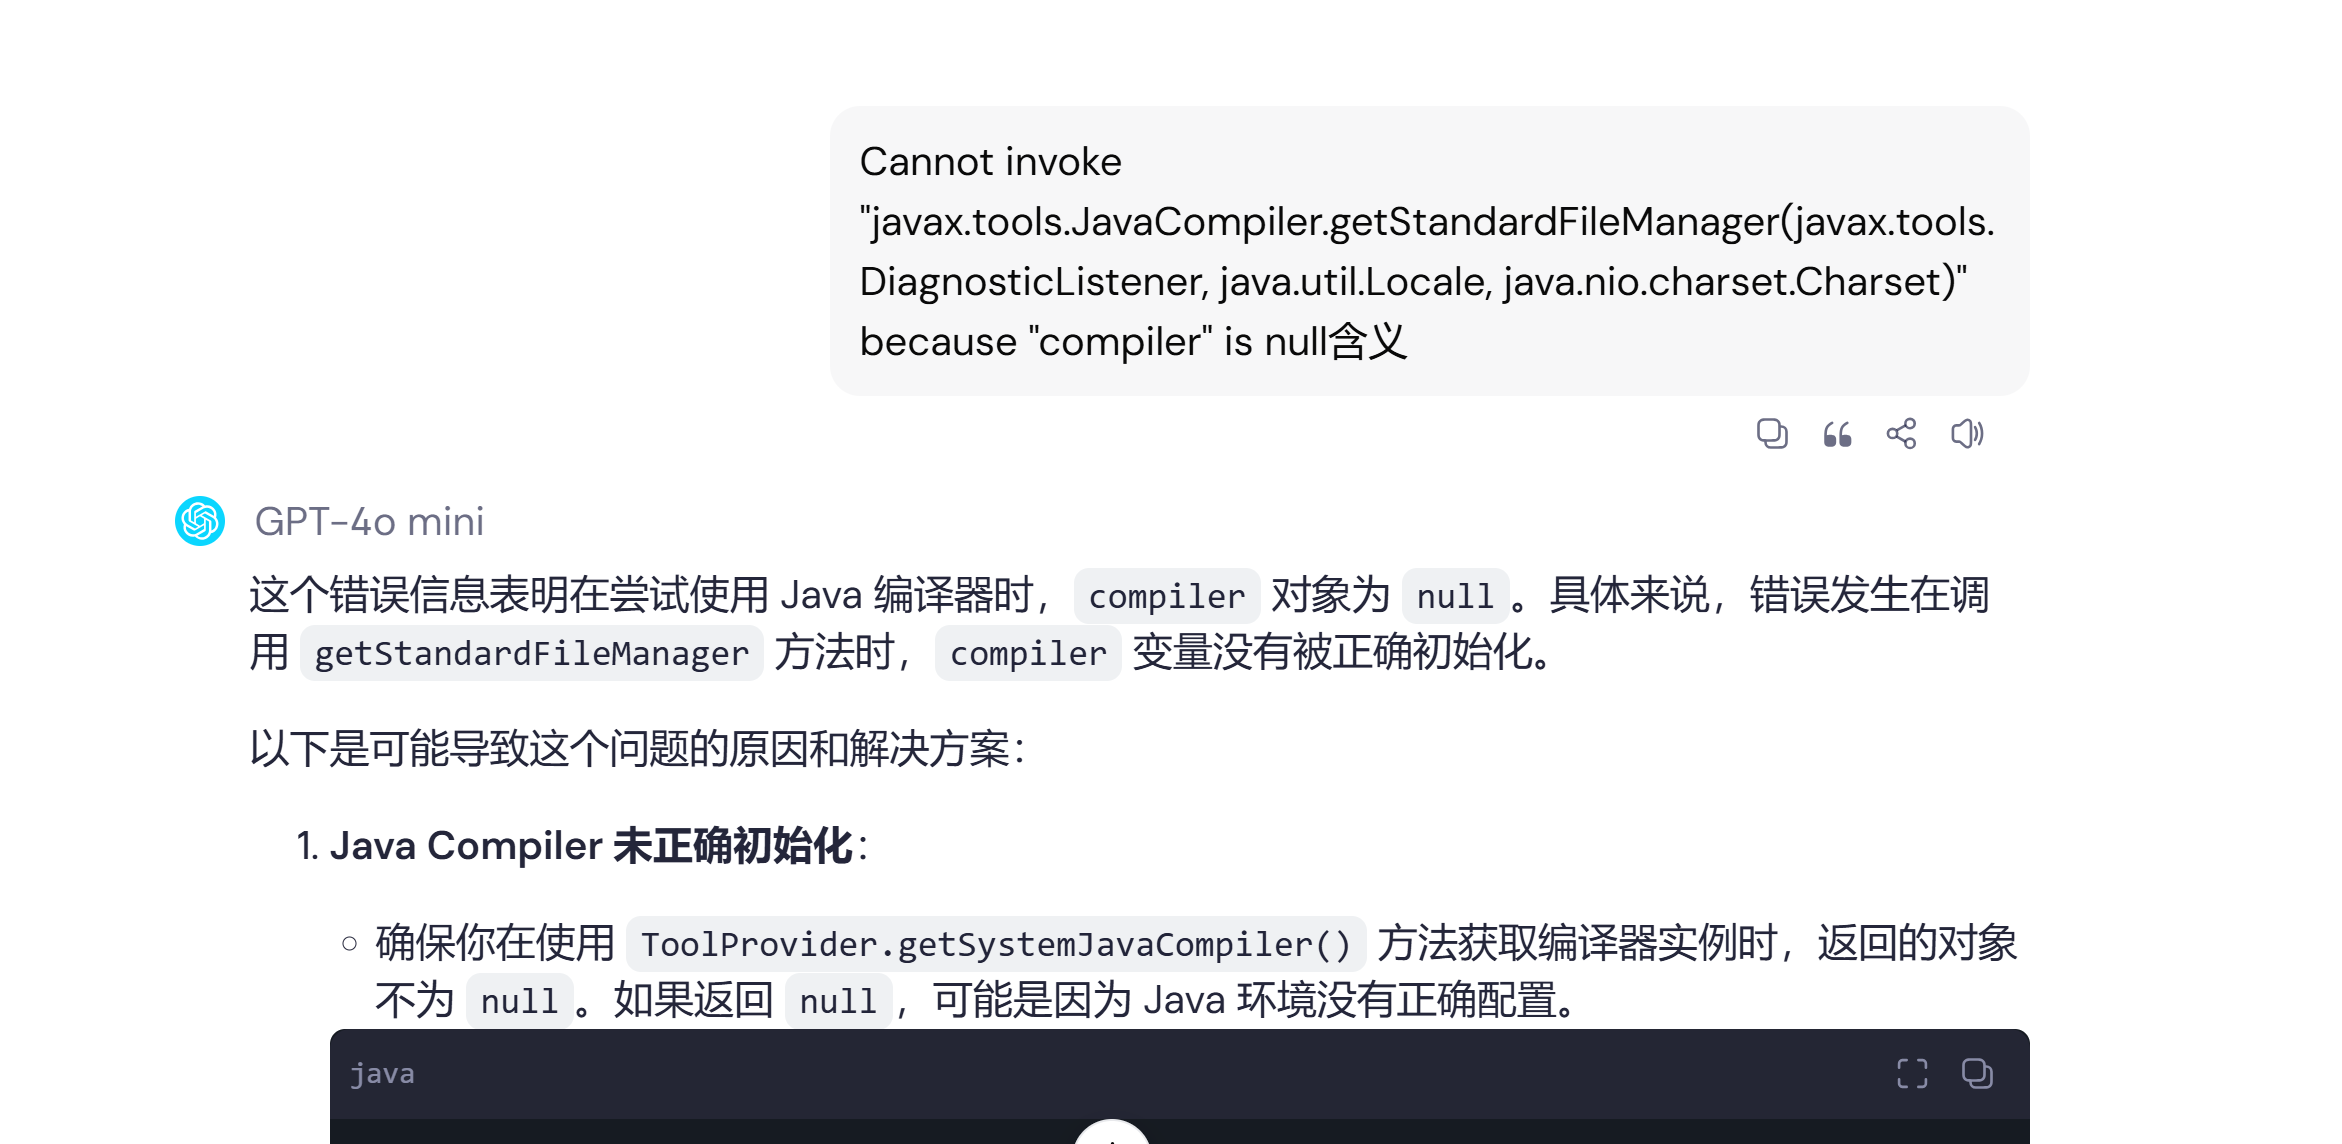 Cannot invoke
"javax.tools.JavaCompiler.getStandardFileManager(javax.tools.
DiagnosticListener, java.util.Locale, java.nio.charset.Charset)"
because "compiler" is null含义
GPT-4o mini
这个错误信息表明在尝试使用 Java 编译器时，compiler 对象为 null。具体来说，错误发生在调
用 getStandardFileManager 方法时，compiler 变量没有被正确初始化。
以下是可能导致这个问题的原因和解决方案：
1. Java Compiler 未正确初始化：
○ 确保你在使用 ToolProvider.getSystemJavaCompiler() 方法获取编译器实例时，返回的对象
不为 null。如果返回 null，可能是因为 Java 环境没有正确配置。
java